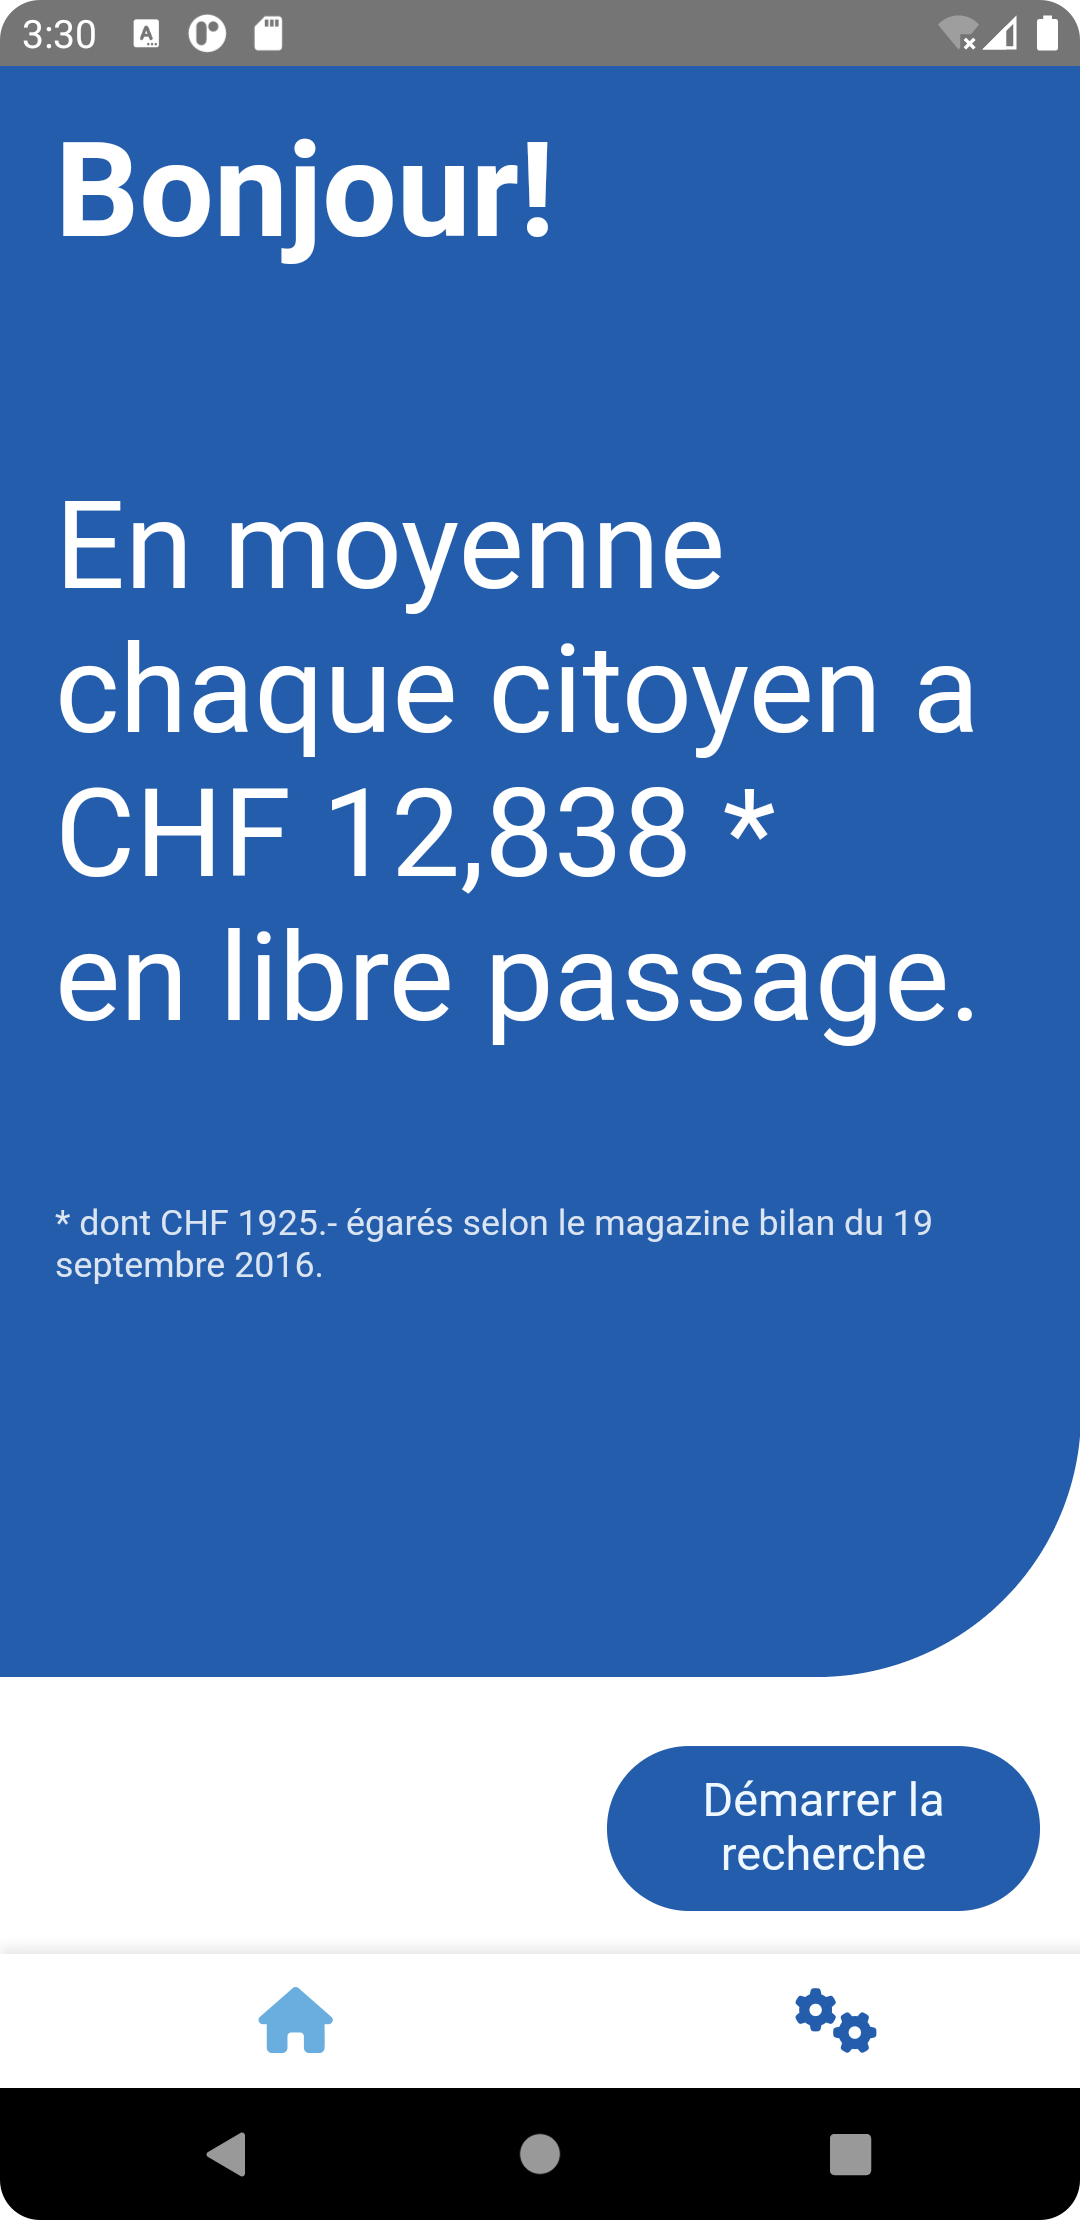 3:30
Bonjour!
En moyenne
chaque citoyen a
CHF 12,838 *
en libre passage.
* dont CHF 1925.- égarés selon le magazine bilan du 19
septembre 2016.
Démarrer la
recherche